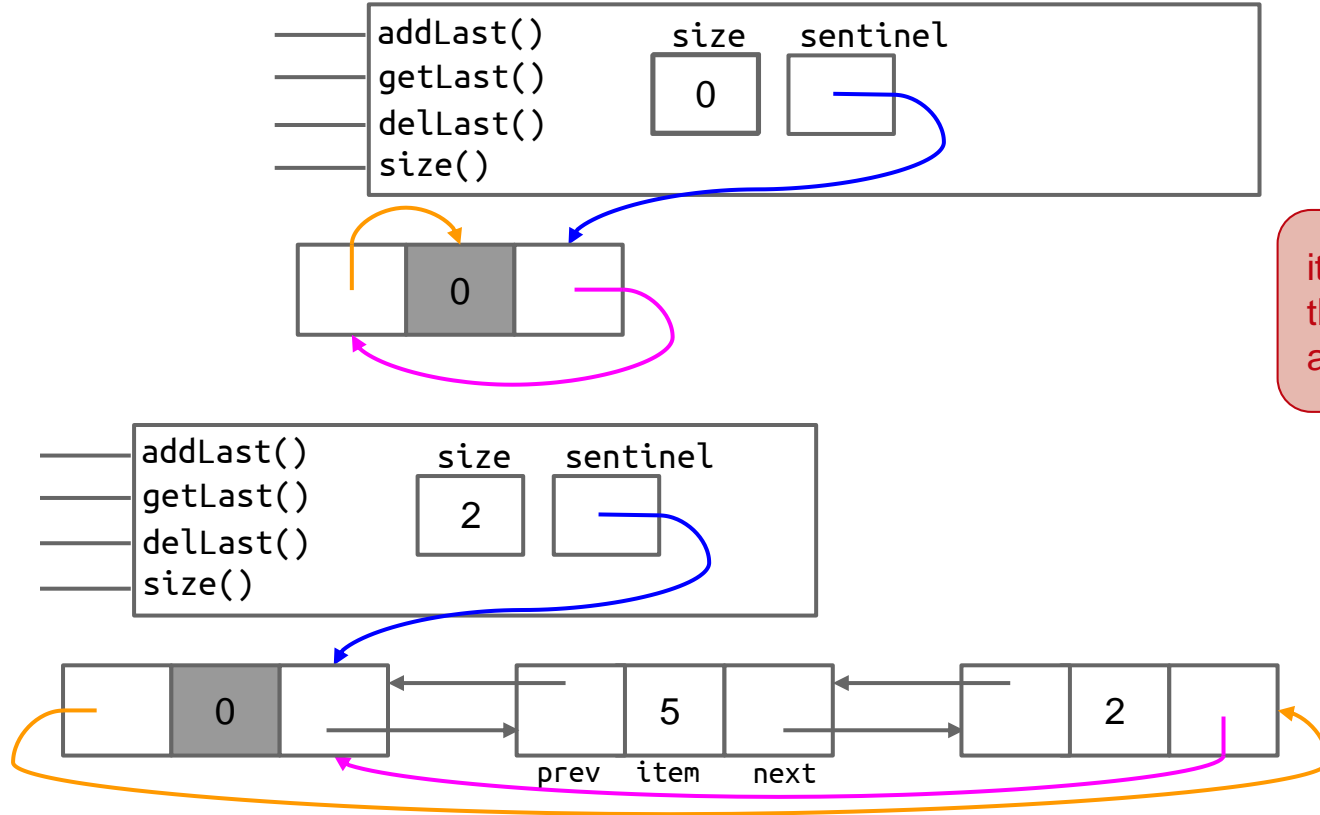 addLast()
size sentinel
getLast()
0
delLast()
size()
0
addLast()
size sentinel
getLast()
2
delLast()
size()
0
5
2
prev item next